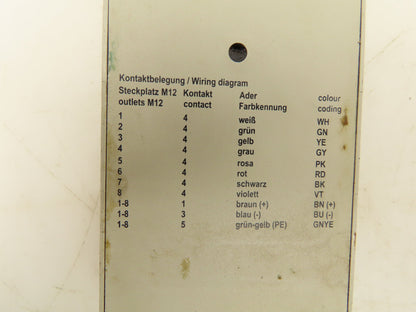 Kontaktbelegung / Wiring diagram
Steckplatz M12 Kontakt Ader colour
outlets M12 contact Farbkennung coding
1 4 weiß WH
2 4 grün GN
3 4 gelb YE
4 4 grau GY
5 4 rosa PK
6 4 rot RD
7 4 schwarz BK
8 4 violett VT
1-8 1 braun (+) BN (+)
1-8 3 blau (-) BU (-)
1-8 5 grün-gelb (PE) GNYE